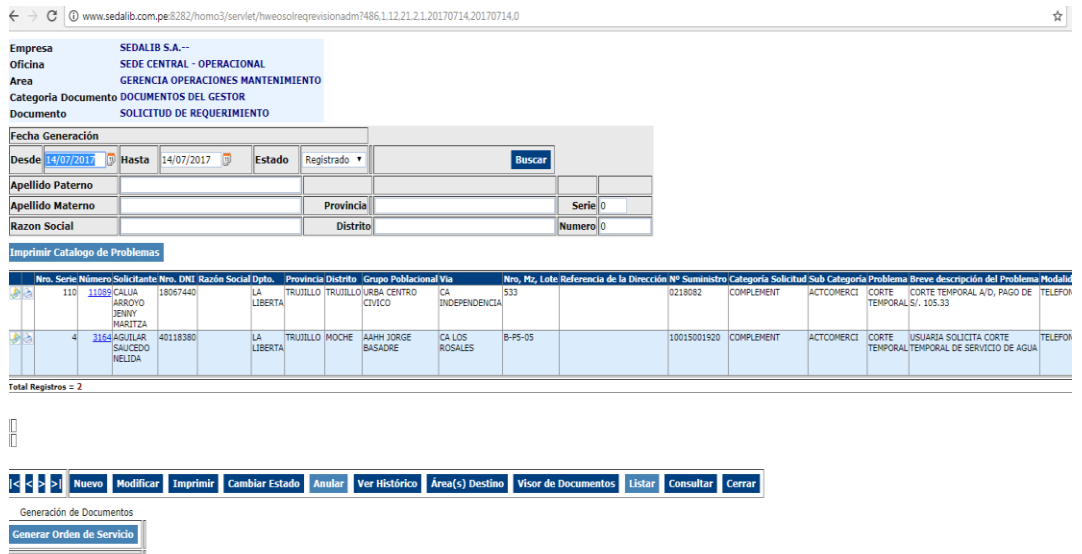 www.sedalib.com.pe:8282/homo3/servlet/hweosolreqrevisionadm?486,1,12,21,2,1,20170714,20170714,0
Empresa SEDALIB S.A.--
Oficina SEDE CENTRAL - OPERACIONAL
Area GERENCIA OPERACIONES MANTENIMIENTO
Categoria Documento DOCUMENTOS DEL GESTOR
Documento SOLICITUD DE REQUERIMIENTO
Fecha Generación
Desde 14/07/2017 Hasta 14/07/2017 Estado Registrado Buscar
Apellido Paterno
Apellido Materno Provincia Serie 0
Razon Social Distrito Numero 0
Imprimir Catalogo de Problemas
Nro. Serie Número Solicitante Nro. DNI Razón Social Dpto. Provincia Distrito Grupo Poblacional Via Nro, Mz, Lote Referencia de la Dirección Nº Suministro Categoría Solicitud Sub Categoría Problema Breve descripción del Problema Modalid
110 11089 CALUA 18067440 LA TRUJILLO TRUJILLO URBA CENTRO CA 533 0218082 COMPLEMENT ACTCOMERCI CORTE CORTE TEMPORAL A/D, PAGO DE TELEFON
ARROYO LIBERTA CIVICO INDEPENDENCIA TEMPORAL S/. 105.33
JENNY
MARITZA
4 3164 AGUILAR 40118380 LA TRUJILLO MOCHE AAHH JORGE CA LOS B-P5-05 10015001920 COMPLEMENT ACTCOMERCI CORTE USUARIA SOLICITA CORTE TELEFON
SAUCEDO LIBERTA BASADRE ROSALES TEMPORAL TEMPORAL DE SERVICIO DE AGUA
NELIDA
Total Registros = 2
|< < > >| Nuevo Modificar Imprimir Cambiar Estado Anular Ver Histórico Área(s) Destino Visor de Documentos Listar Consultar Cerrar
Generación de Documentos
Generar Orden de Servicio